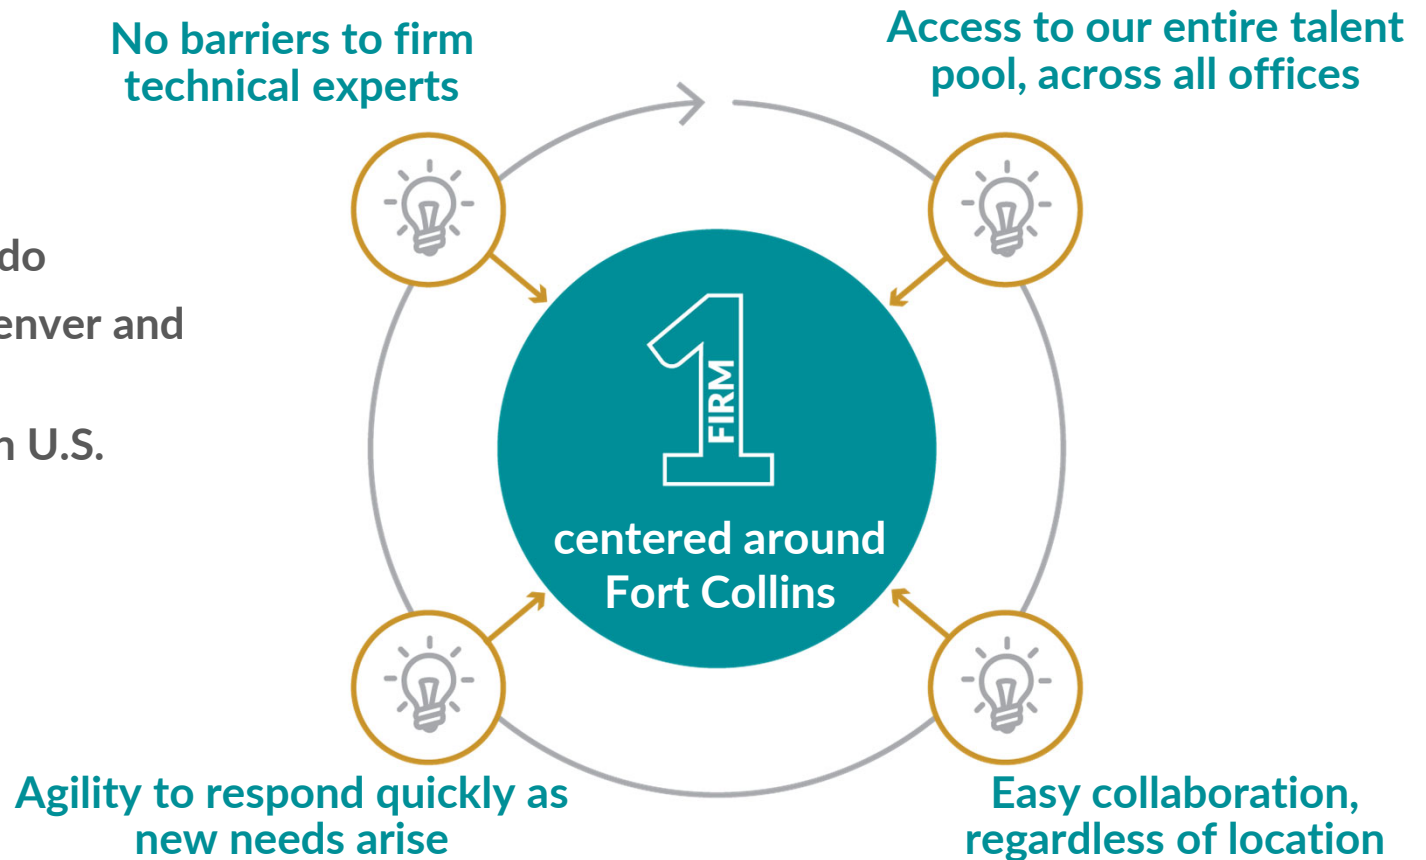 No barriers to firm
technical experts
Access to our entire talent
pool, across all offices
do
enver and
n U.S.
1
FIRM
centered around
Fort Collins
Agility to respond quickly as
new needs arise
Easy collaboration,
regardless of location